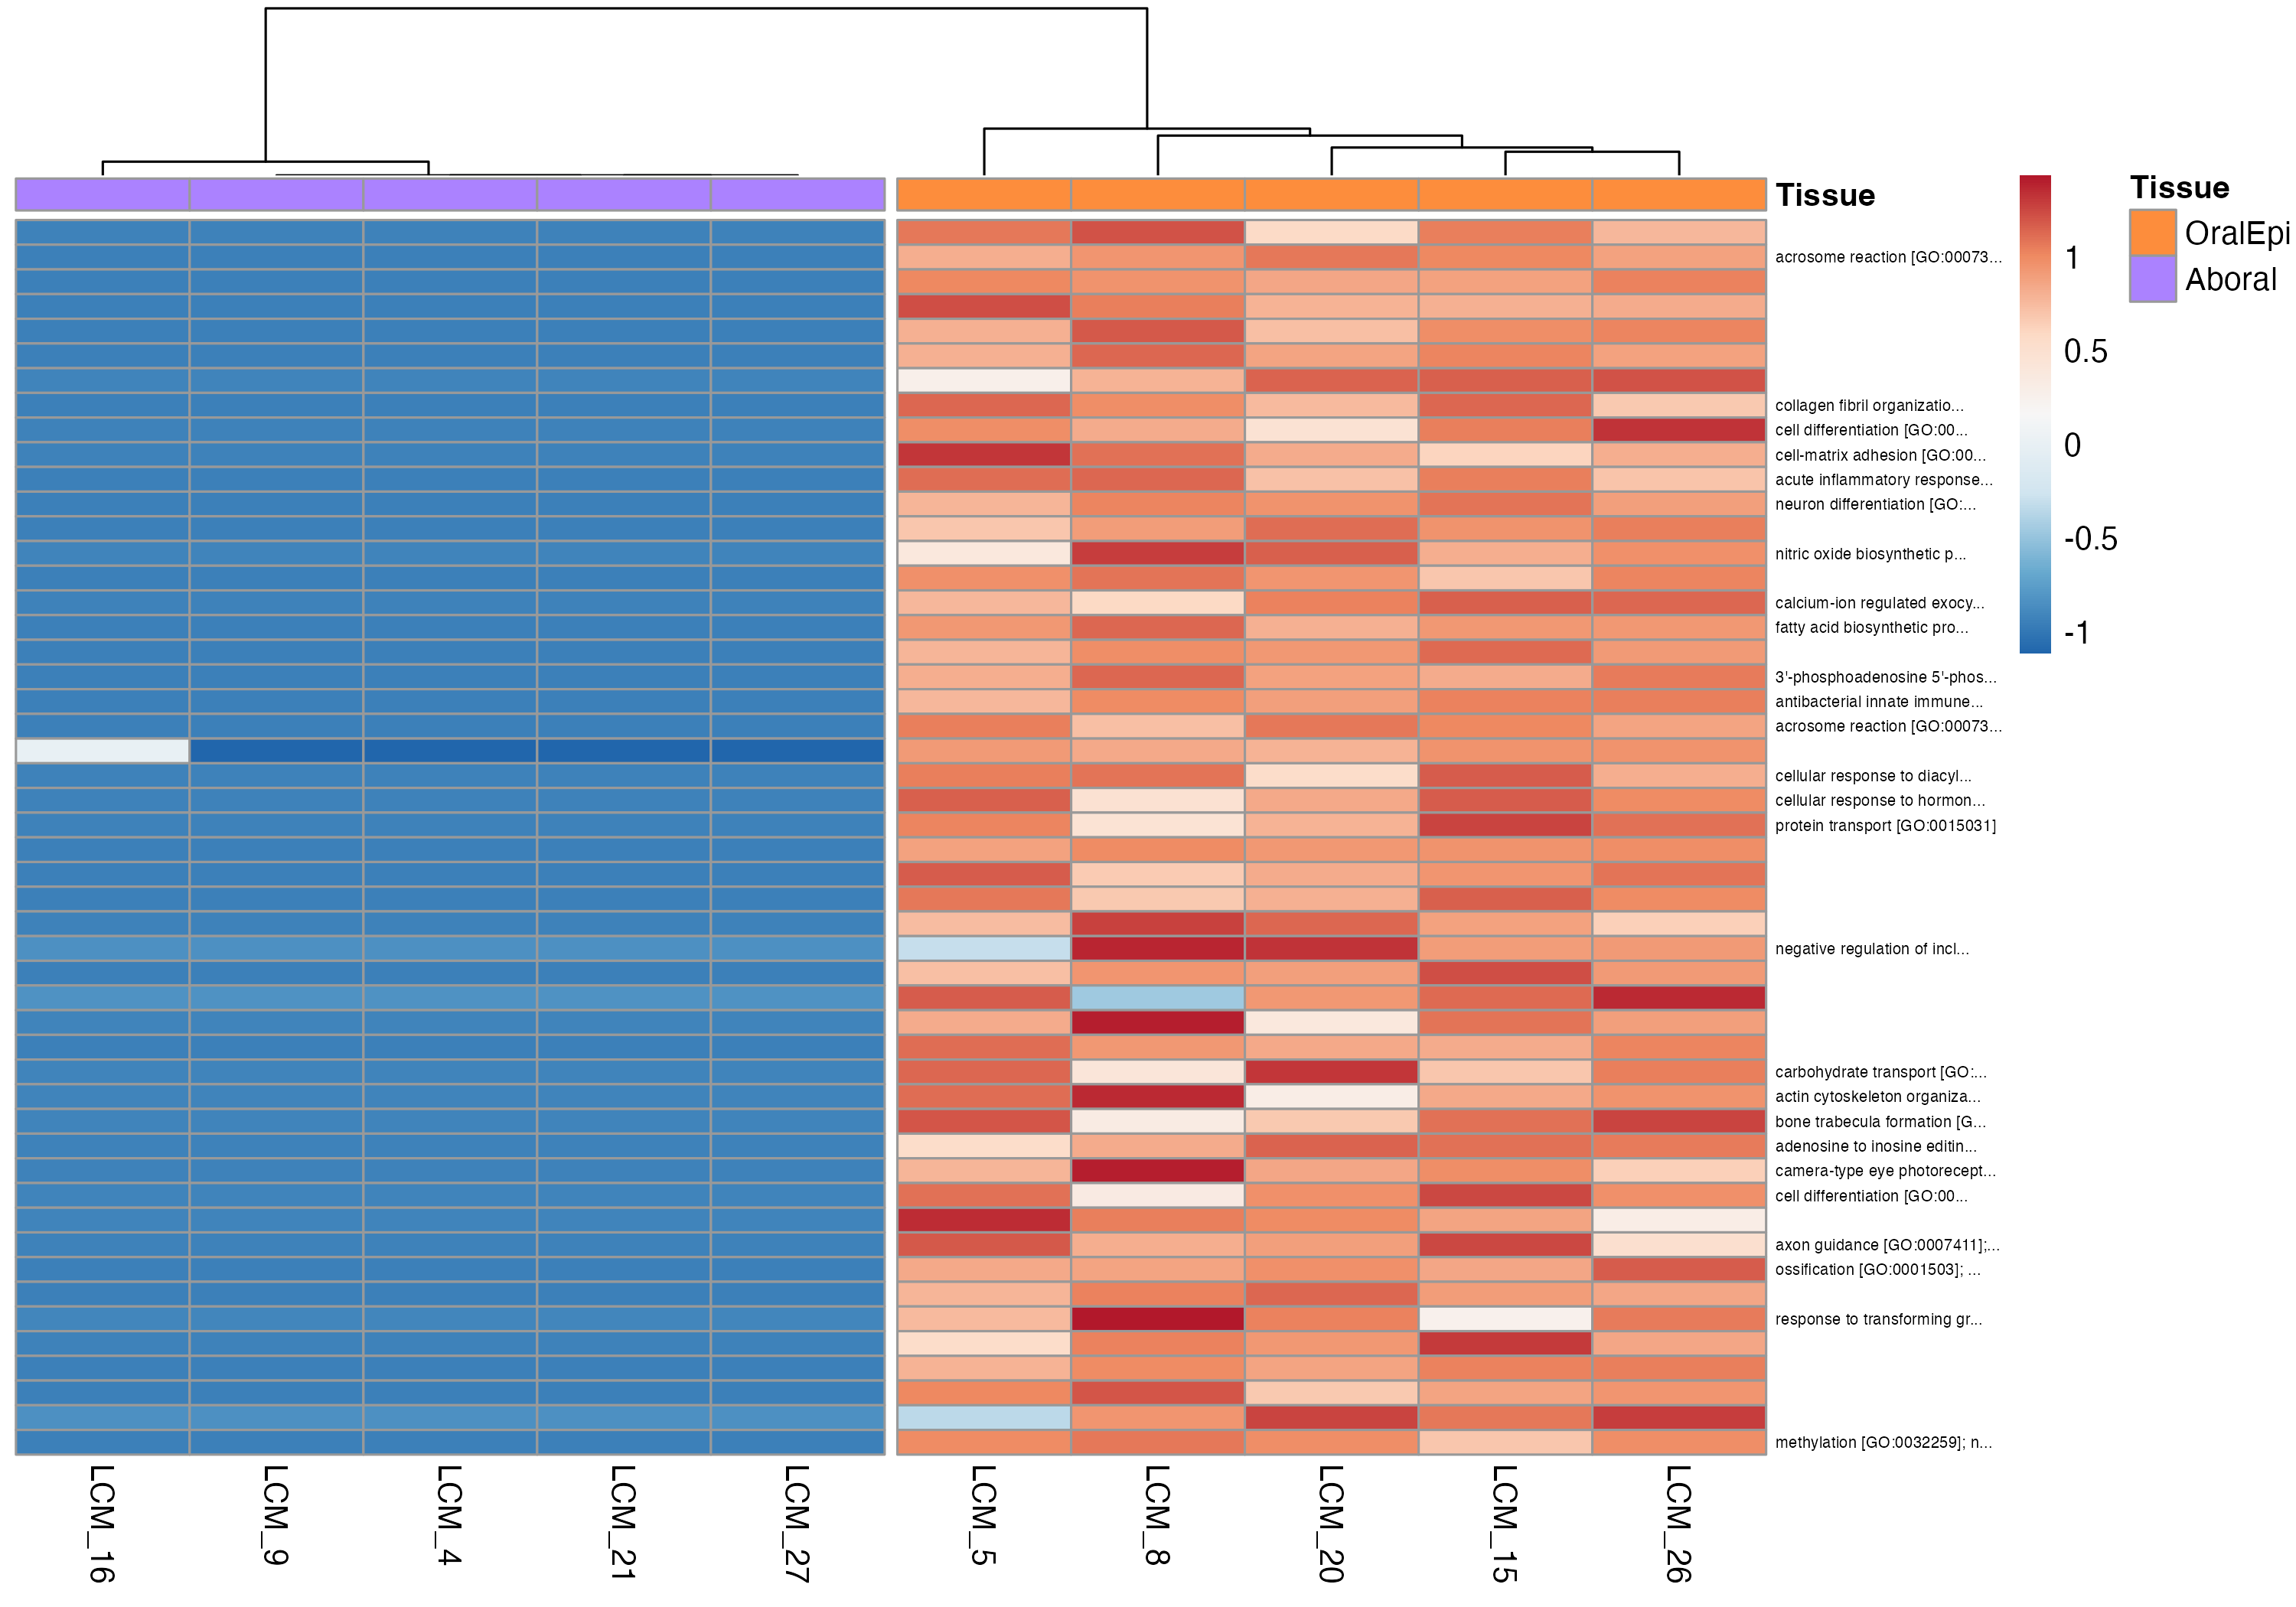 Tissue
acrosome reaction [GO:00073...
collagen fibril organizatio...
cell differentiation [GO:00...
cell-matrix adhesion [GO:00...
acute inflammatory response...
neuron differentiation [GO:...
nitric oxide biosynthetic p...
calcium-ion regulated exocy...
fatty acid biosynthetic pro...
3'-phosphoadenosine 5'-phos...
antibacterial innate immune...
acrosome reaction [GO:00073...
cellular response to diacyl...
cellular response to hormon...
protein transport [GO:0015031]
negative regulation of incl...
carbohydrate transport [GO:...
actin cytoskeleton organiza...
bone trabecula formation [G...
adenosine to inosine editin...
camera-type eye photorecept...
cell differentiation [GO:00...
axon guidance [GO:0007411];...
ossification [GO:0001503]; ...
response to transforming gr...
methylation [GO:0032259]; n...
1
0.5
0
-0.5
-1
Tissue
OralEpi
Aboral
LCM_16
LCM_9
LCM_4
LCM_21
LCM_27
LCM_5
LCM_8
LCM_20
LCM_15
LCM_26